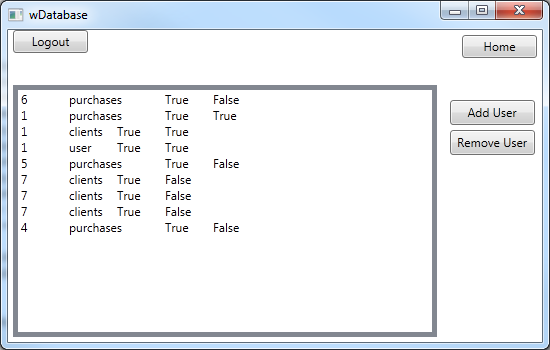 wDatabase
Logout
Home
6 purchases True False
1 purchases True True
1 clients True True
1 user True True
5 purchases True False
7 clients True False
7 clients True False
7 clients True False
4 purchases True False
Add User
Remove User